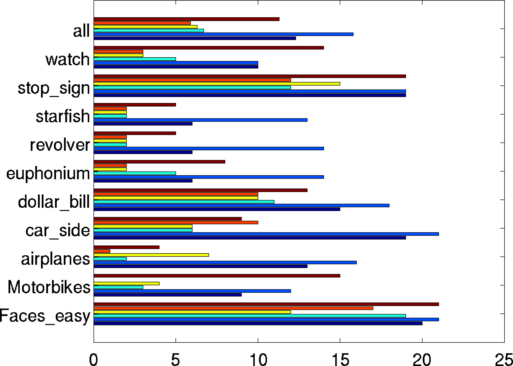 all
watch
stop_sign
starfish
revolver
euphonium
dollar_bill
car_side
airplanes
Motorbikes
Faces_easy
0 5 10 15 20 25